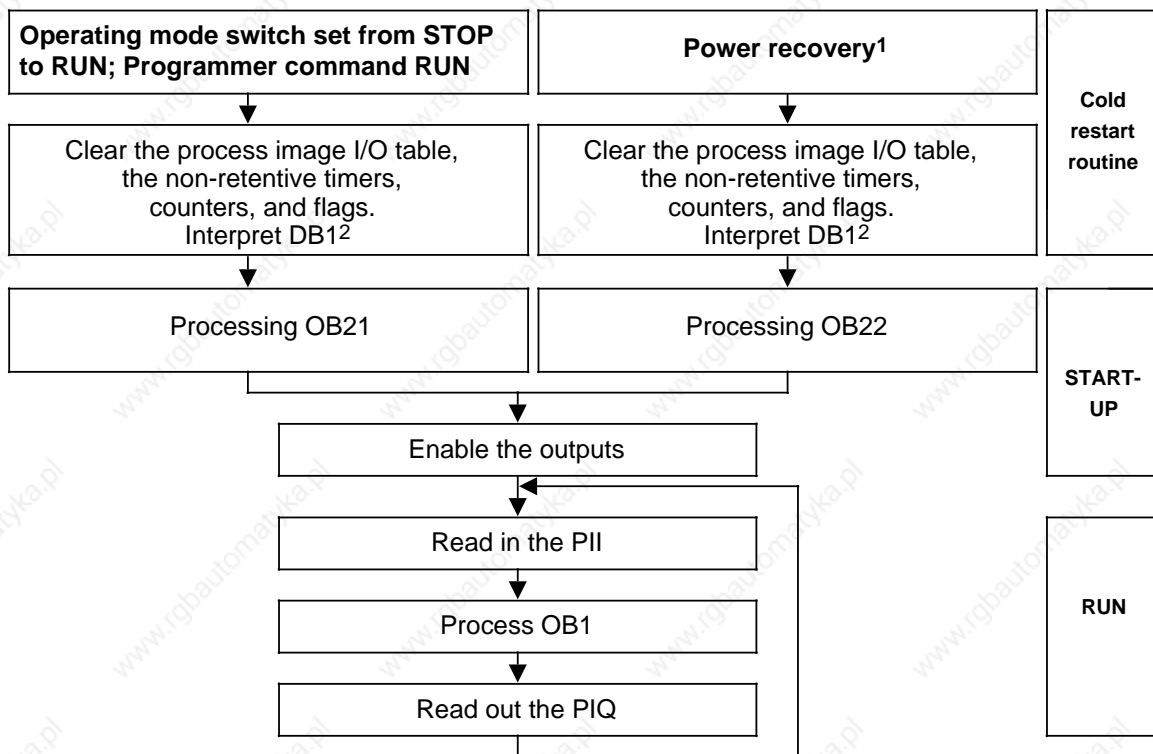 Operating mode switch set from STOP
to RUN; Programmer command RUN
Power recovery1
Cold
restart
routine
Clear the process image I/O table,
the non-retentive timers,
counters, and flags.
Interpret DB12
Clear the process image I/O table,
the non-retentive timers,
counters, and flags.
Interpret DB12
Processing OB21
Processing OB22
START-
UP
Enable the outputs
Read in the PII
Process OB1
Read out the PIQ
RUN
www.rgbautomatyka.pl